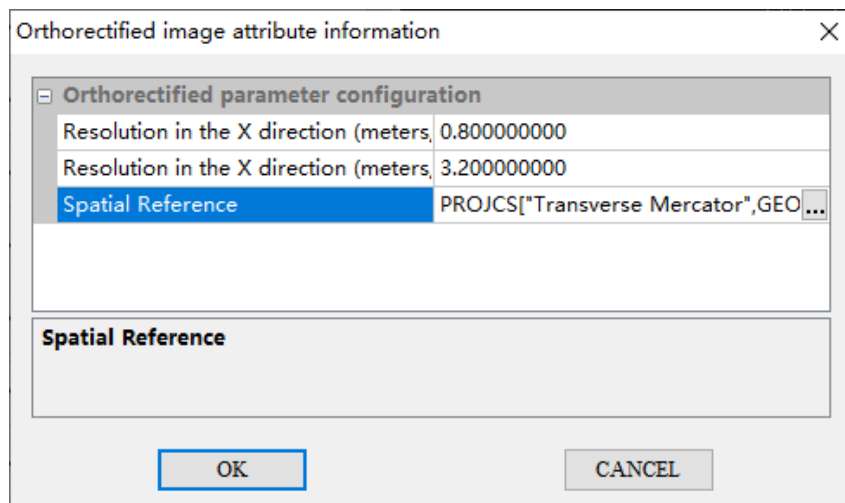 Orthorectified image attribute information
Orthorectified parameter configuration
Resolution in the X direction (meters, 0.800000000
Resolution in the X direction (meters, 3.200000000
Spatial Reference PROJCS["Transverse Mercator",GEO ...
Spatial Reference
OK CANCEL